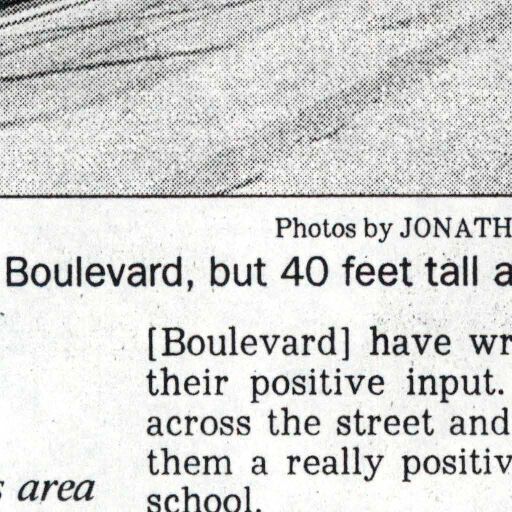 Photos by JONATH
Boulevard, but 40 feet tall a
[Boulevard] have wr
their positive input.
across the street and
them a really positiv
school.
s area